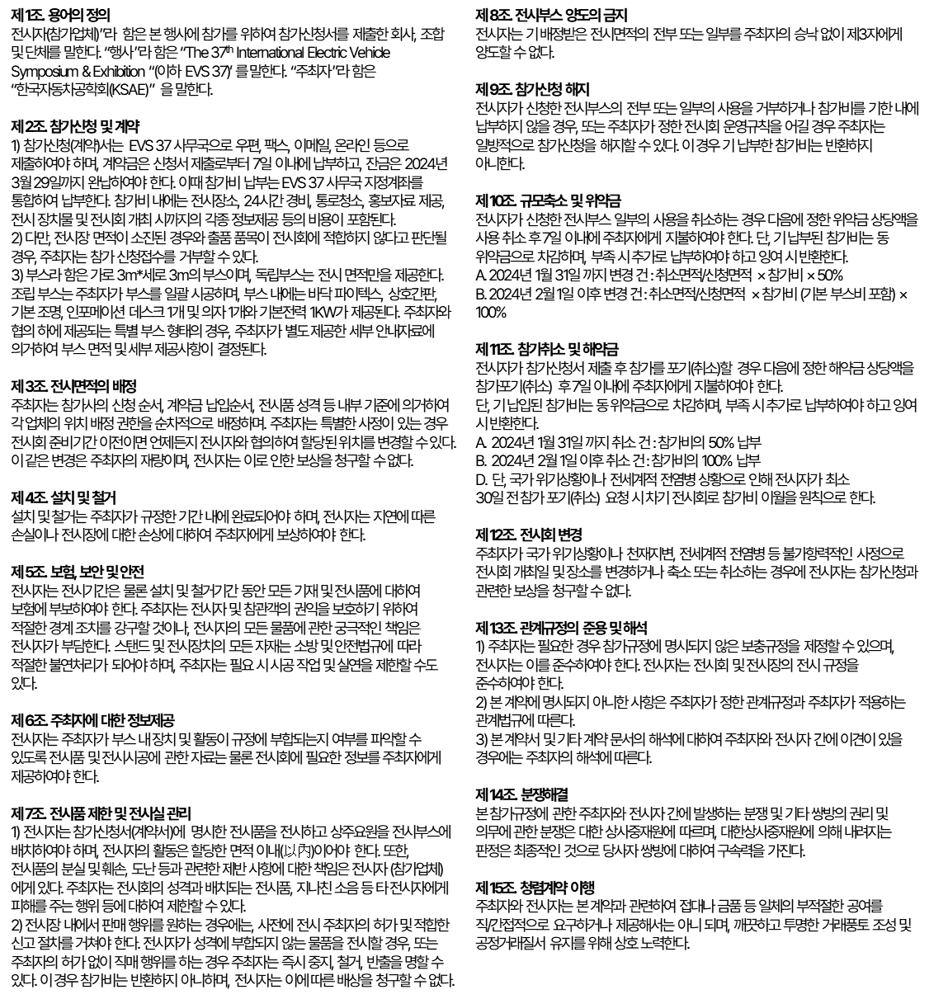 제1조. 용어의 정의
전시자(참가업체)”라 함은 본 행사에 참가를 위하여 참가신청서를 제출한 회사, 조합
및 단체를 말한다. “행사”라 함은 “The 37th International Electric Vehicle
Symposium & Exhibition “(이하 EVS 37)’ 를 말한다. “주최자”라 함은
“한국자동차공학회(KSAE)” 을 말한다.
제2조. 참가신청 및 계약
1) 참가신청(계약)서는 EVS 37 사무국으로 우편, 팩스, 이메일, 온라인 등으로
제출하여야 하며, 계약금은 신청서 제출로부터 7일 이내에 납부하고, 잔금은 2024년
3월 29일까지 완납하여야 한다. 이때 참가비 납부는 EVS 37 사무국 지정계좌를
통합하여 납부한다. 참가비 내에는 전시장소, 24시간 경비, 통로청소, 홍보자료 제공,
전시 장치물 및 전시회 개최 시까지의 각종 정보제공 등의 비용이 포함된다.
2) 다만, 전시장 면적이 소진된 경우와 출품 품목이 전시회에 적합하지 않다고 판단될
경우, 주최자는 참가 신청접수를 거부할 수 있다.
3) 부스라 함은 가로 3m*세로 3m의 부스이며, 독립부스는 전시 면적만을 제공한다.
조립 부스는 주최자가 부스를 일괄 시공하며, 부스 내에는 바닥 파이텍스, 상호간판,
기본 조명, 인포메이션 데스크 1개 및 의자 1개와 기본전력 1KW가 제공된다. 주최자와
협의 하에 제공되는 특별 부스 형태의 경우, 주최자가 별도 제공한 세부 안내자료에
의거하여 부스 면적 및 세부 제공사항이 결정된다.
제3조. 전시면적의 배정
주최자는 참가사의 신청 순서, 계약금 납입순서, 전시품 성격 등 내부 기준에 의거하여
각 업체의 위치 배정 권한을 순차적으로 배정하며. 주최자는 특별한 사정이 있는 경우
전시회 준비기간 이전이면 언제든지 전시자와 협의하여 할당된 위치를 변경할 수 있다.
이 같은 변경은 주최자의 재량이며, 전시자는 이로 인한 보상을 청구할 수 없다.
제4조. 설치 및 철거
설치 및 철거는 주최자가 규정한 기간 내에 완료되어야 하며, 전시자는 지연에 따른
손실이나 전시장에 대한 손상에 대하여 주최자에게 보상하여야 한다.
제5조. 보험, 보안 및 안전
전시자는 전시기간은 물론 설치 및 철거기간 동안 모든 기재 및 전시품에 대하여
보험에 부보하여야 한다. 주최자는 전시자 및 참관객의 권익을 보호하기 위하여
적절한 경계 조치를 강구할 것이나, 전시자의 모든 물품에 관한 궁극적인 책임은
전시자가 부담한다. 스탠드 및 전시장치의 모든 자재는 소방 및 안전법규에 따라
적절한 불연처리가 되어야 하며, 주최자는 필요 시 시공 작업 및 실연을 제한할 수도
있다.
제6조. 주최자에 대한 정보제공
전시자는 주최자가 부스 내 장치 및 활동이 규정에 부합되는지 여부를 파악할 수
있도록 전시품 및 전시시공에 관한 자료는 물론 전시회에 필요한 정보를 주최자에게
제공하여야 한다.
제7조. 전시품 제한 및 전시실 관리
1) 전시자는 참가신청서(계약서)에 명시한 전시품을 전시하고 상주요원을 전시부스에
배치하여야 하며, 전시자의 활동은 할당한 면적 이내(以內)이어야 한다. 또한,
전시품의 분실 및 훼손, 도난 등과 관련한 제반 사항에 대한 책임은 전시자 (참가업체)
에게 있다. 주최자는 전시회의 성격과 배치되는 전시품, 지나친 소음 등 타 전시자에게
피해를 주는 행위 등에 대하여 제한할 수 있다.
2) 전시장 내에서 판매 행위를 원하는 경우에는, 사전에 전시 주최자의 허가 및 적합한
신고 절차를 거쳐야 한다. 전시자가 성격에 부합되지 않는 물품을 전시할 경우, 또는
주최자의 허가 없이 직매 행위를 하는 경우 주최자는 즉시 중지, 철거, 반출을 명할 수
있다. 이 경우 참가비는 반환하지 아니하며, 전시자는 이에 따른 배상을 청구할 수 없다.
제8조. 전시부스 양도의 금지
전시자는 기 배정받은 전시면적의 전부 또는 일부를 주최자의 승낙 없이 제3자에게
양도할 수 없다.
제9조. 참가신청 해지
전시자가 신청한 전시부스의 전부 또는 일부의 사용을 거부하거나 참가비를 기한 내에
납부하지 않을 경우, 또는 주최자가 정한 전시회 운영규칙을 어길 경우 주최자는
일방적으로 참가신청을 해지할 수 있다. 이 경우 기 납부한 참가비는 반환하지
아니한다.
제10조. 규모축소 및 위약금
전시자가 신청한 전시부스 일부의 사용을 취소하는 경우 다음에 정한 위약금 상당액을
사용 취소 후 7일 이내에 주최자에게 지불하여야 한다. 단, 기 납부된 참가비는 동
위약금으로 차감하며, 부족 시 추가로 납부하여야 하고 잉여 시 반환한다.
A. 2024년 1월 31일 까지 변경 건 : 취소면적/신청면적 × 참가비 × 50%
B. 2024년 2월 1일 이후 변경 건 : 취소면적/신청면적 × 참가비 (기본 부스비 포함) ×
100%
제11조. 참가취소 및 해약금
전시자가 참가신청서 제출 후 참가를 포기(취소)할 경우 다음에 정한 해약금 상당액을
참가포기(취소) 후 7일 이내에 주최자에게 지불하여야 한다.
단, 기 납입된 참가비는 동 위약금으로 차감하며, 부족 시 추가로 납부하여야 하고 잉여
시 반환한다.
A. 2024년 1월 31일 까지 취소 건 : 참가비의 50% 납부
B. 2024년 2월 1일 이후 취소 건 : 참가비의 100% 납부
D. 단, 국가 위기상황이나 전세계적 전염병 상황으로 인해 전시자가 최소
30일 전 참가 포기(취소) 요청 시 차기 전시회로 참가비 이월을 원칙으로 한다.
제12조. 전시회 변경
주최자가 국가 위기상황이나 천재지변, 전세계적 전염병 등 불가항력적인 사정으로
전시회 개최일 및 장소를 변경하거나 축소 또는 취소하는 경우에 전시자는 참가신청과
관련한 보상을 청구할 수 없다.
제13조. 관계규정의 준용 및 해석
1) 주최자는 필요한 경우 참가규정에 명시되지 않은 보충규정을 제정할 수 있으며,
전시자는 이를 준수하여야 한다. 전시자는 전시회 및 전시장의 전시 규정을
준수하여야 한다.
2) 본 계약에 명시되지 아니한 사항은 주최자가 정한 관계규정과 주최자가 적용하는
관계법규에 따른다.
3) 본 계약서 및 기타 계약 문서의 해석에 대하여 주최자와 전시자 간에 이견이 있을
경우에는 주최자의 해석에 따른다.
제14조. 분쟁해결
본 참가규정에 관한 주최자와 전시자 간에 발생하는 분쟁 및 기타 쌍방의 권리 및
의무에 관한 분쟁은 대한 상사중재원에 따르며, 대한상사중재원에 의해 내려지는
판정은 최종적인 것으로 당사자 쌍방에 대하여 구속력을 가진다.
제15조. 청렴계약 이행
주최자와 전시자는 본 계약과 관련하여 접대나 금품 등 일체의 부적절한 공여를
직/간접적으로 요구하거나 제공해서는 아니 되며, 깨끗하고 투명한 거래풍토 조성 및
공정거래질서 유지를 위해 상호 노력한다.